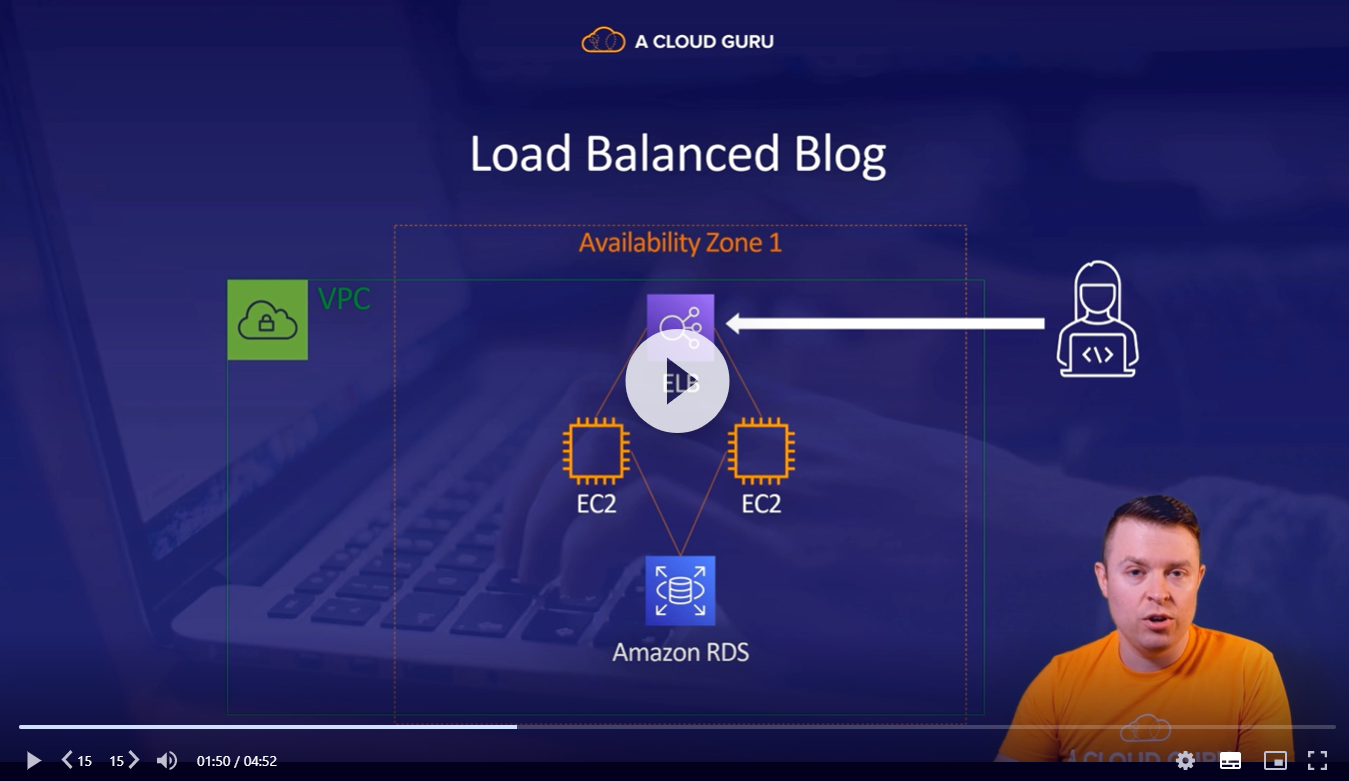 A CLOUD GURU
Load Balanced Blog
Availability Zone 1
VPC
ELB
<\>
EC2
EC2
Amazon RDS
A CLOUD GURU
15
15
01:50 / 04:52